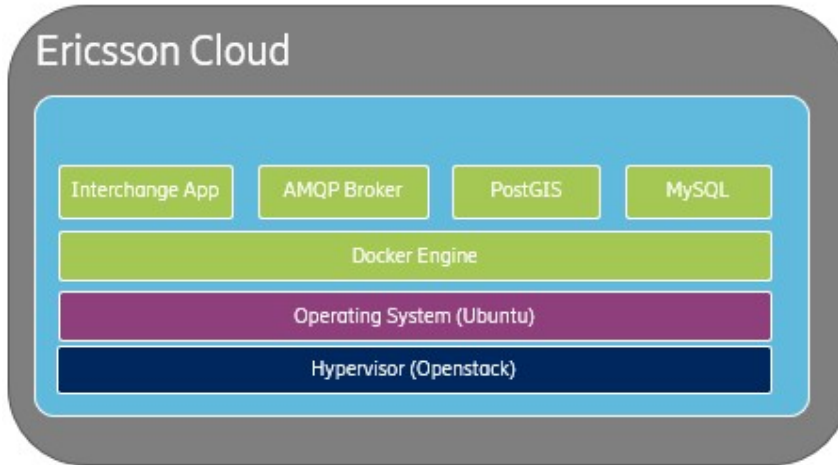 Ericsson Cloud
Interchange App
AMQP Broker
PostGIS
MySQL
Docker Engine
Operating System (Ubuntu)
Hypervisor (Openstack)